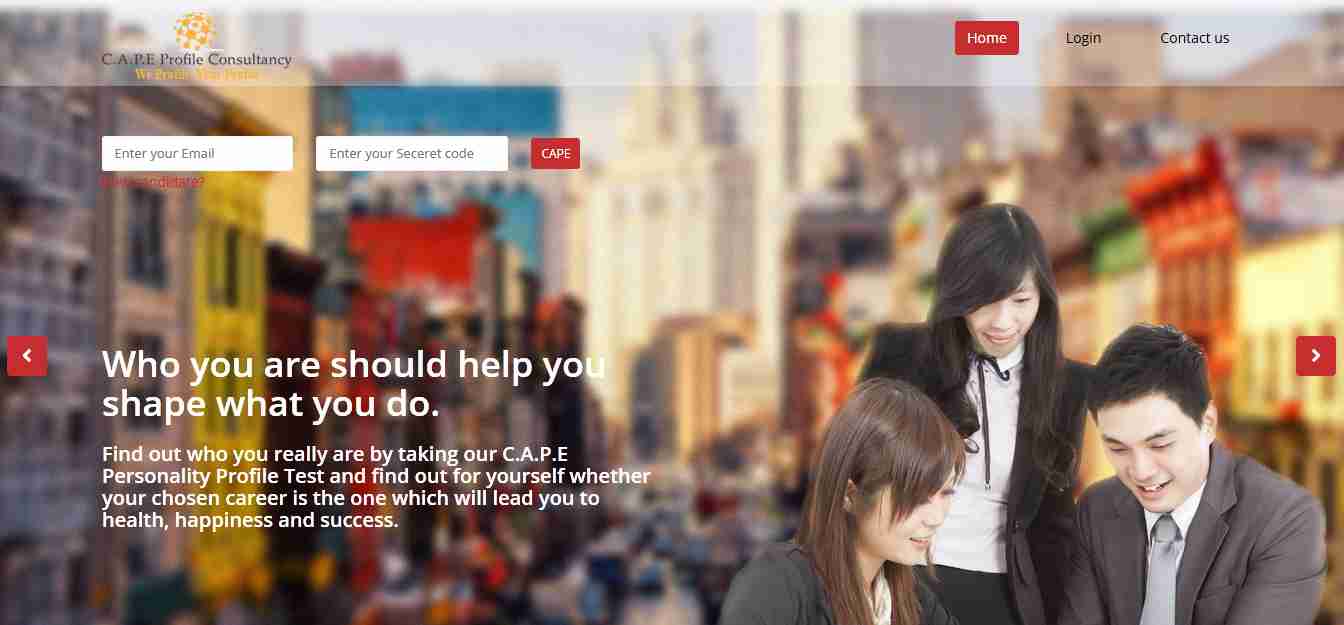 C.A.P.E Profile Consultancy
We Profile Your Profile
Home
Login
Contact us
Enter your Email
Enter your Seceret code
CAPE
candidate?
Who you are should help you
shape what you do.
Find out who you really are by taking our C.A.P.E
Personality Profile Test and find out for yourself whether
your chosen career is the one which will lead you to
health, happiness and success.